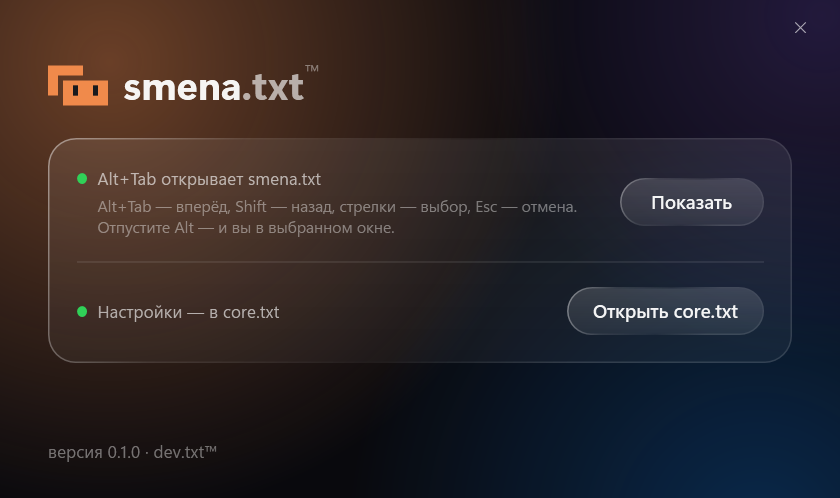 smena.txt™
Alt+Tab открывает smena.txt
Alt+Tab — вперёд, Shift — назад, стрелки — выбор, Esc — отмена.
Отпустите Alt — и вы в выбранном окне.
Показать
Настройки — в core.txt
Открыть core.txt
версия 0.1.0 · dev.txt™